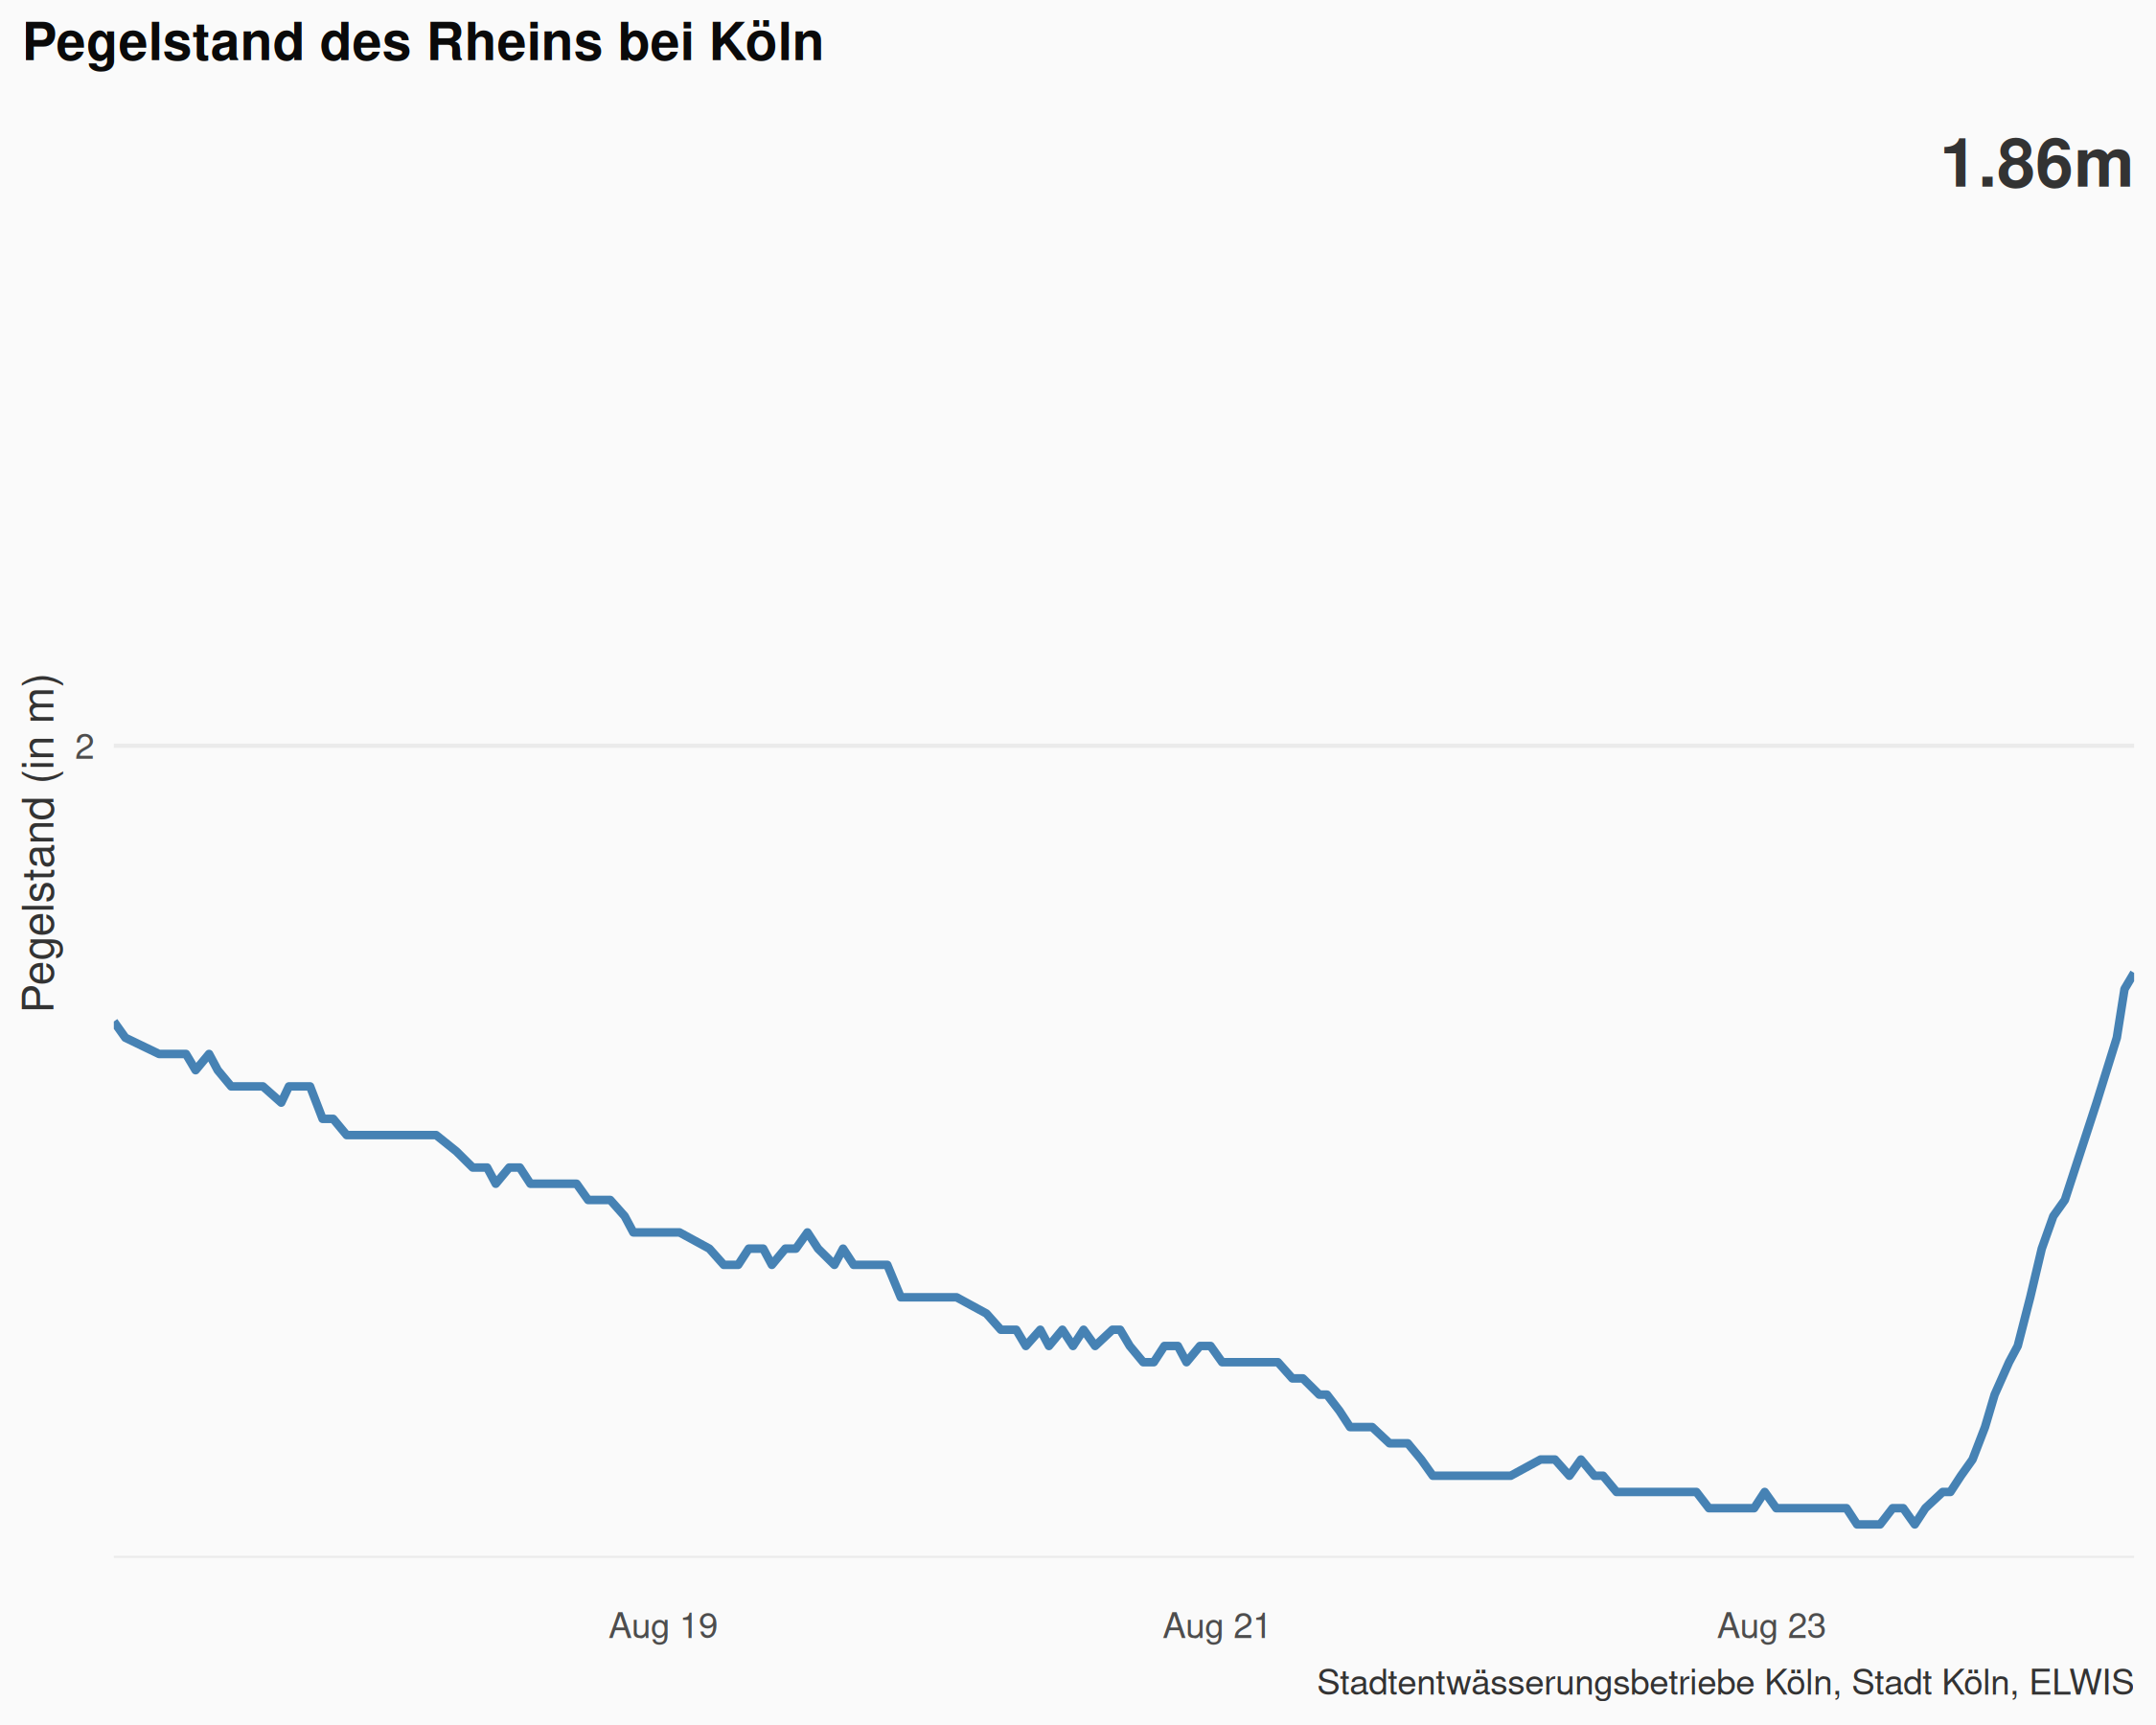 Pegelstand des Rheins bei Köln
1.86m
Pegelstand (in m)
2
Aug 19
Aug 21
Aug 23
Stadtentwässerungsbetriebe Köln, Stadt Köln, ELWIS